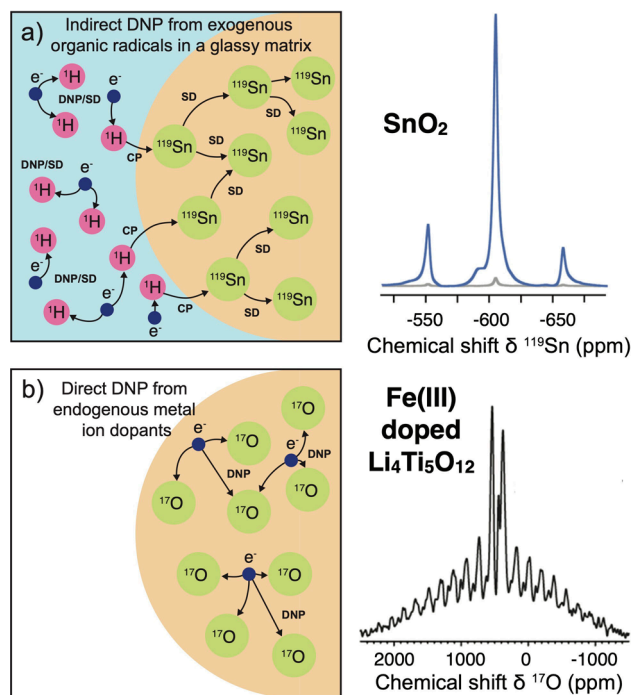 a) Indirect DNP from exogenous
organic radicals in a glassy matrix
e-
¹H
DNP/SD
e-
¹H
¹H
CP
¹¹⁹Sn
SD
¹¹⁹Sn
¹¹⁹Sn
SD
SD
¹¹⁹Sn
¹¹⁹Sn
DNP/SD
e-
¹H
¹H
SD
¹¹⁹Sn
¹¹⁹Sn
CP
SD
¹H
¹H
e-
DNP/SD
e-
¹H
¹H
e-
CP
¹¹⁹Sn
SD
¹¹⁹Sn
SnO₂
-550 -600 -650
Chemical shift δ ¹¹⁹Sn (ppm)
b) Direct DNP from
endogenous metal
ion dopants
e-
¹⁷O
DNP
¹⁷O
¹⁷O
e-
DNP
¹⁷O
¹⁷O
e-
¹⁷O
¹⁷O
DNP
¹⁷O
¹⁷O
Fe(III)
doped
Li₄Ti₅O₁₂
2000 1000 0 -1000
Chemical shift δ ¹⁷O (ppm)